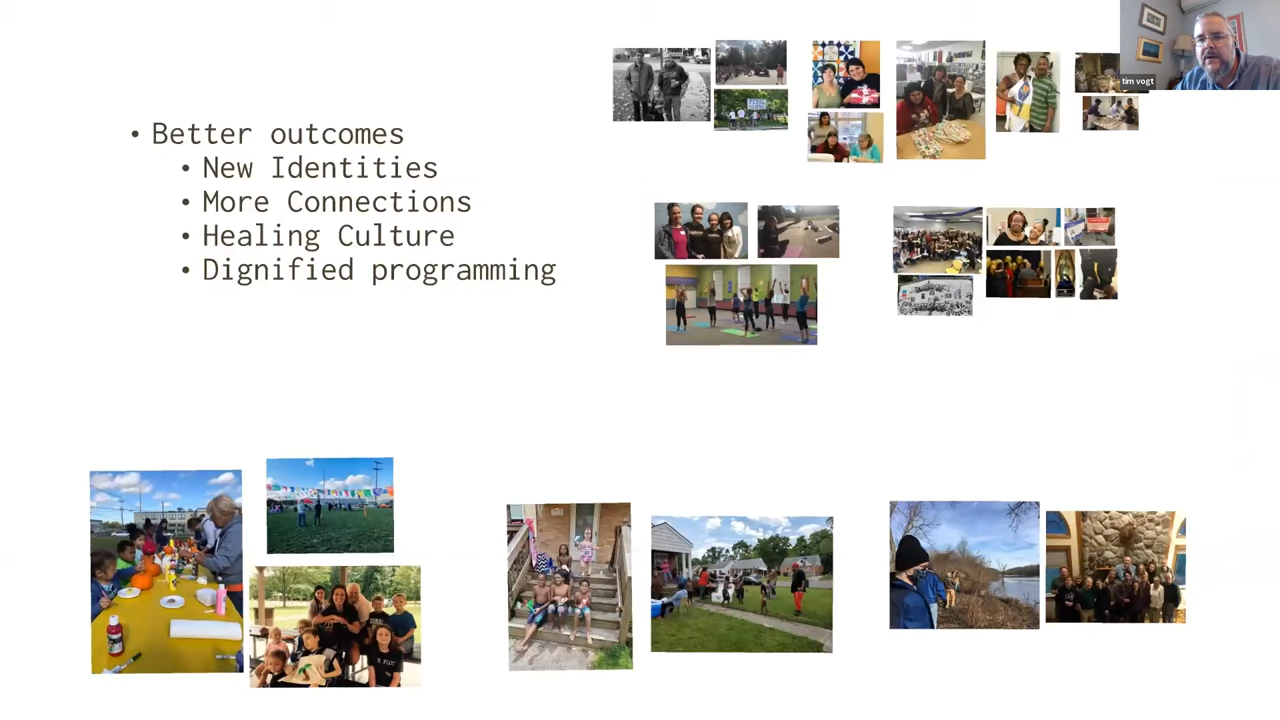 • Better outcomes
• New Identities
• More Connections
• Healing Culture
• Dignified programming
tim vogt